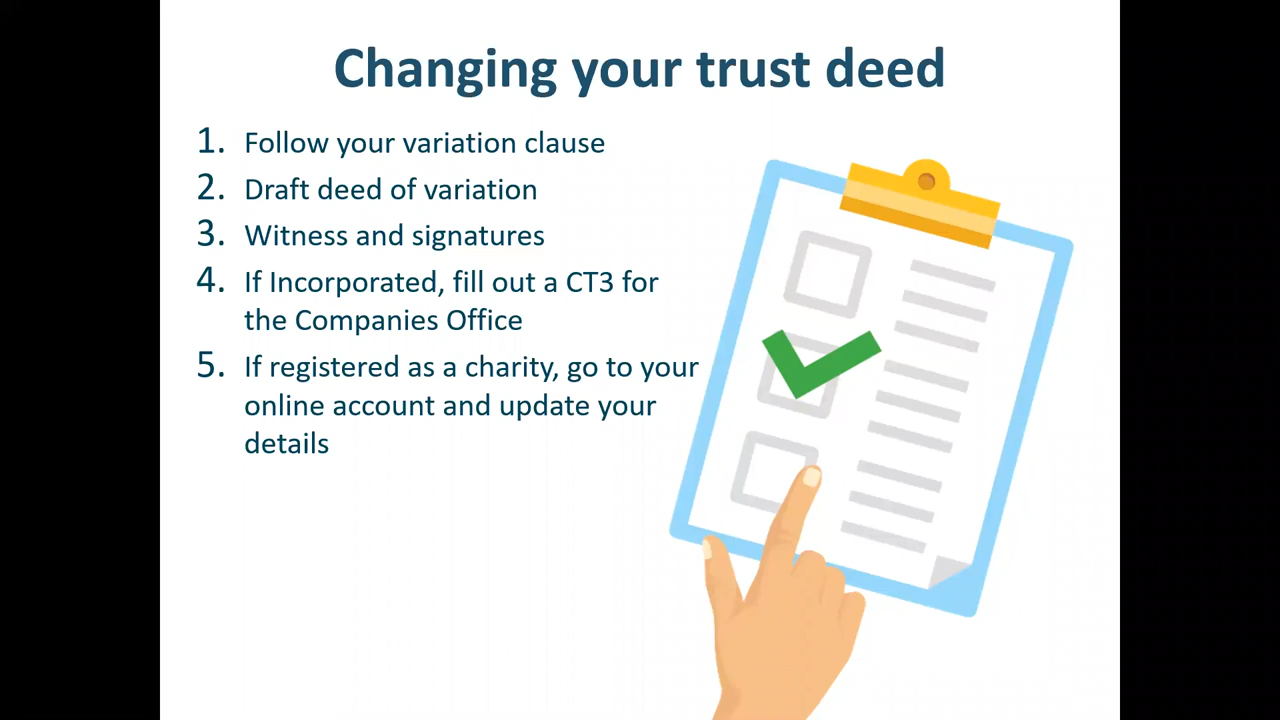 Changing your trust deed
1. Follow your variation clause
2. Draft deed of variation
3. Witness and signatures
4. If Incorporated, fill out a CT3 for
the Companies Office
5. If registered as a charity, go to your
online account and update your
details